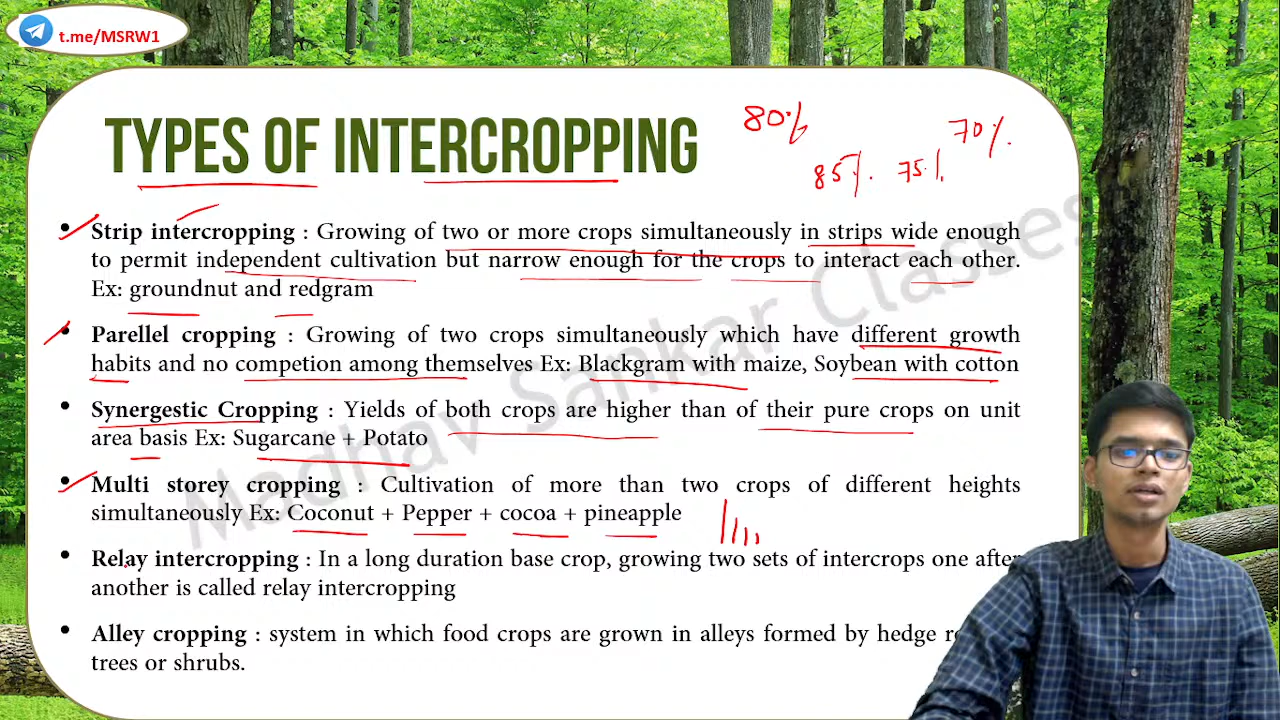 t.me/MSRW1
TYPES OF INTERCROPPING
80%
85%. 75% 70%.
• Strip intercropping : Growing of two or more crops simultaneously in strips wide enough
to permit independent cultivation but narrow enough for the crops to interact each other.
Ex: groundnut and redgram
• Parellel cropping : Growing of two crops simultaneously which have different growth
habits and no competion among themselves Ex: Blackgram with maize, Soybean with cotton
• Synergestic Cropping : Yields of both crops are higher than of their pure crops on unit
area basis Ex: Sugarcane + Potato
• Multi storey cropping : Cultivation of more than two crops of different heights
simultaneously Ex: Coconut + Pepper + cocoa + pineapple
• Relay intercropping : In a long duration base crop, growing two sets of intercrops one after
another is called relay intercropping
• Alley cropping : system in which food crops are grown in alleys formed by hedge
trees or shrubs.
Madhav Sankar Classes